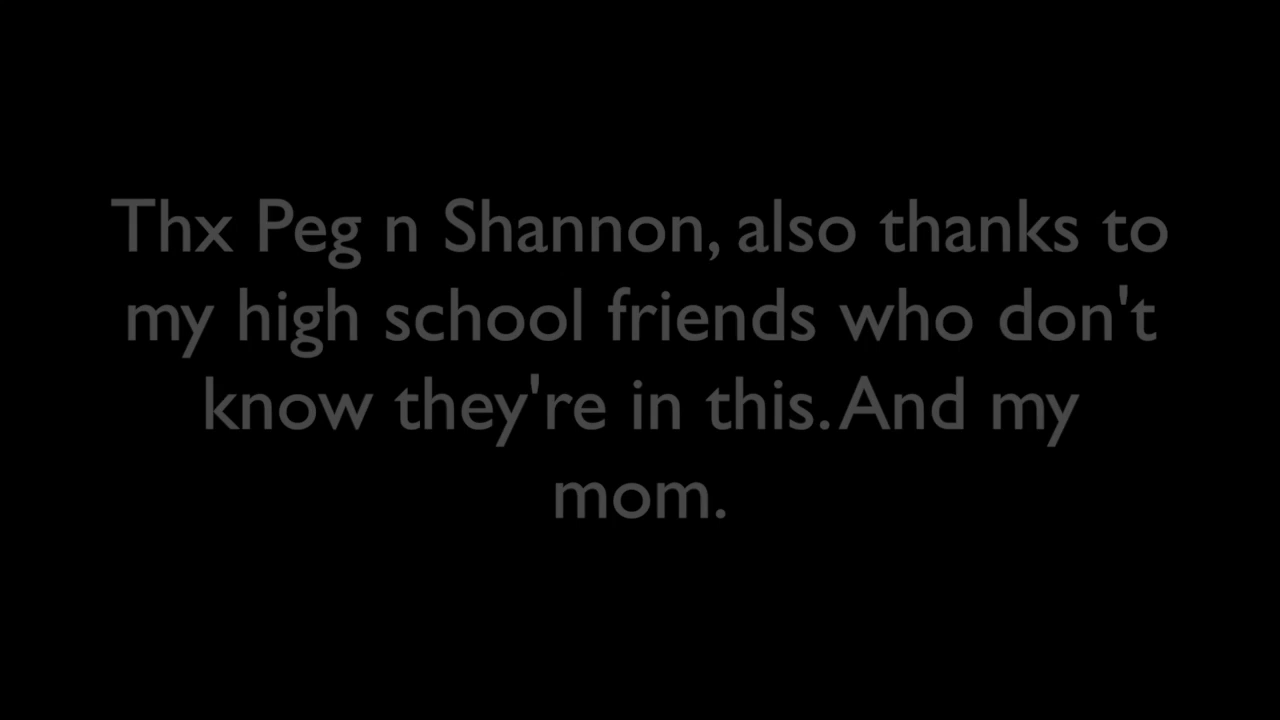 Thx Peg n Shannon, also thanks to
my high school friends who don't
know they're in this. And my
mom.